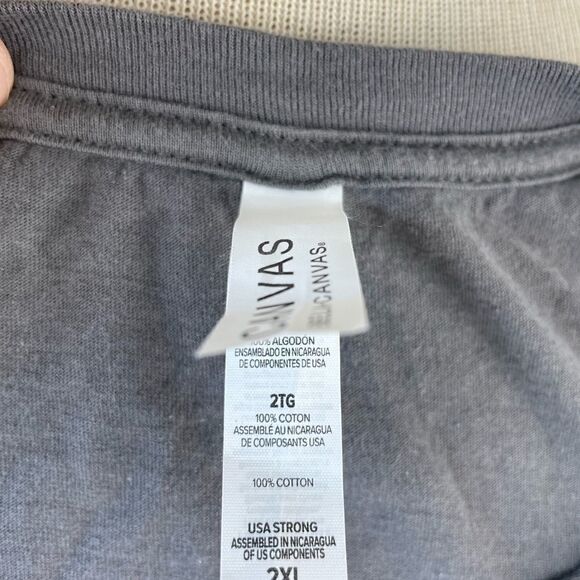 CANVAS
CANVAS®
100% ALGODÓN
ENSAMBLADO EN NICARAGUA
DE COMPONENTES DE USA
2TG
100% COTON
ASSEMBLÉ AU NICARAGUA
DE COMPOSANTS USA
100% COTTON
USA STRONG
ASSEMBLED IN NICARAGUA
OF US COMPONENTS
2XL